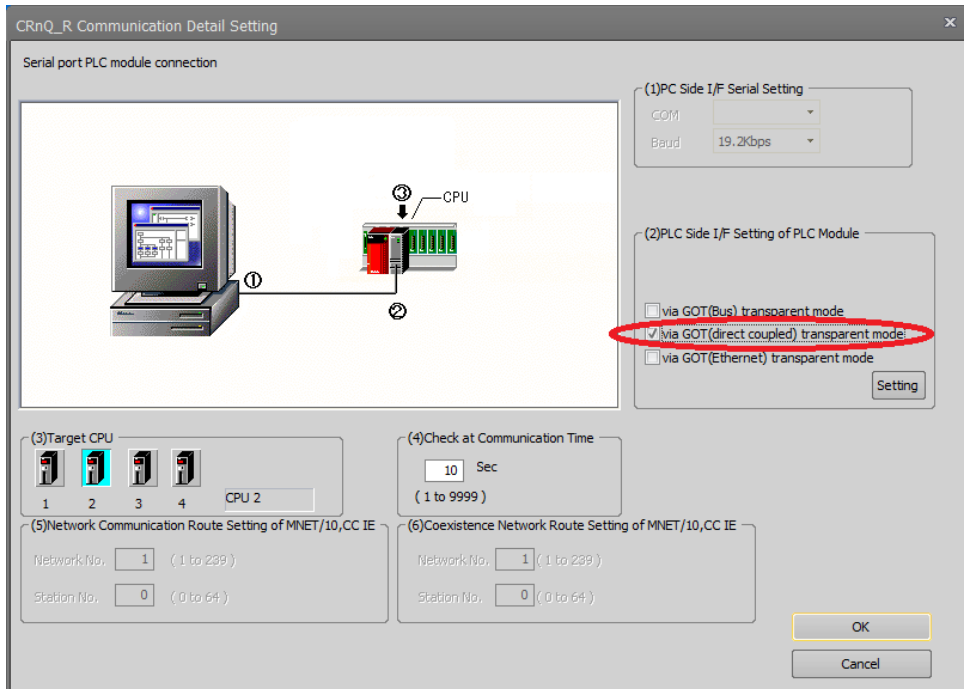 CRnQ_R Communication Detail Setting
Serial port PLC module connection
(1)PC Side I/F Serial Setting
COM
Baud 19.2Kbps
③
CPU
①
②
(2)PLC Side I/F Setting of PLC Module
via GOT(Bus) transparent mode
via GOT(direct coupled) transparent mode
via GOT(Ethernet) transparent mode
Setting
(3)Target CPU
1 2 3 4 CPU 2
(4)Check at Communication Time
10 Sec
( 1 to 9999 )
(5)Network Communication Route Setting of MNET/10,CC IE
Network No. 1 ( 1 to 239 )
Station No. 0 ( 0 to 64 )
(6)Coexistence Network Route Setting of MNET/10,CC IE
Network No. 1 ( 1 to 239 )
Station No. 0 ( 0 to 64 )
OK
Cancel